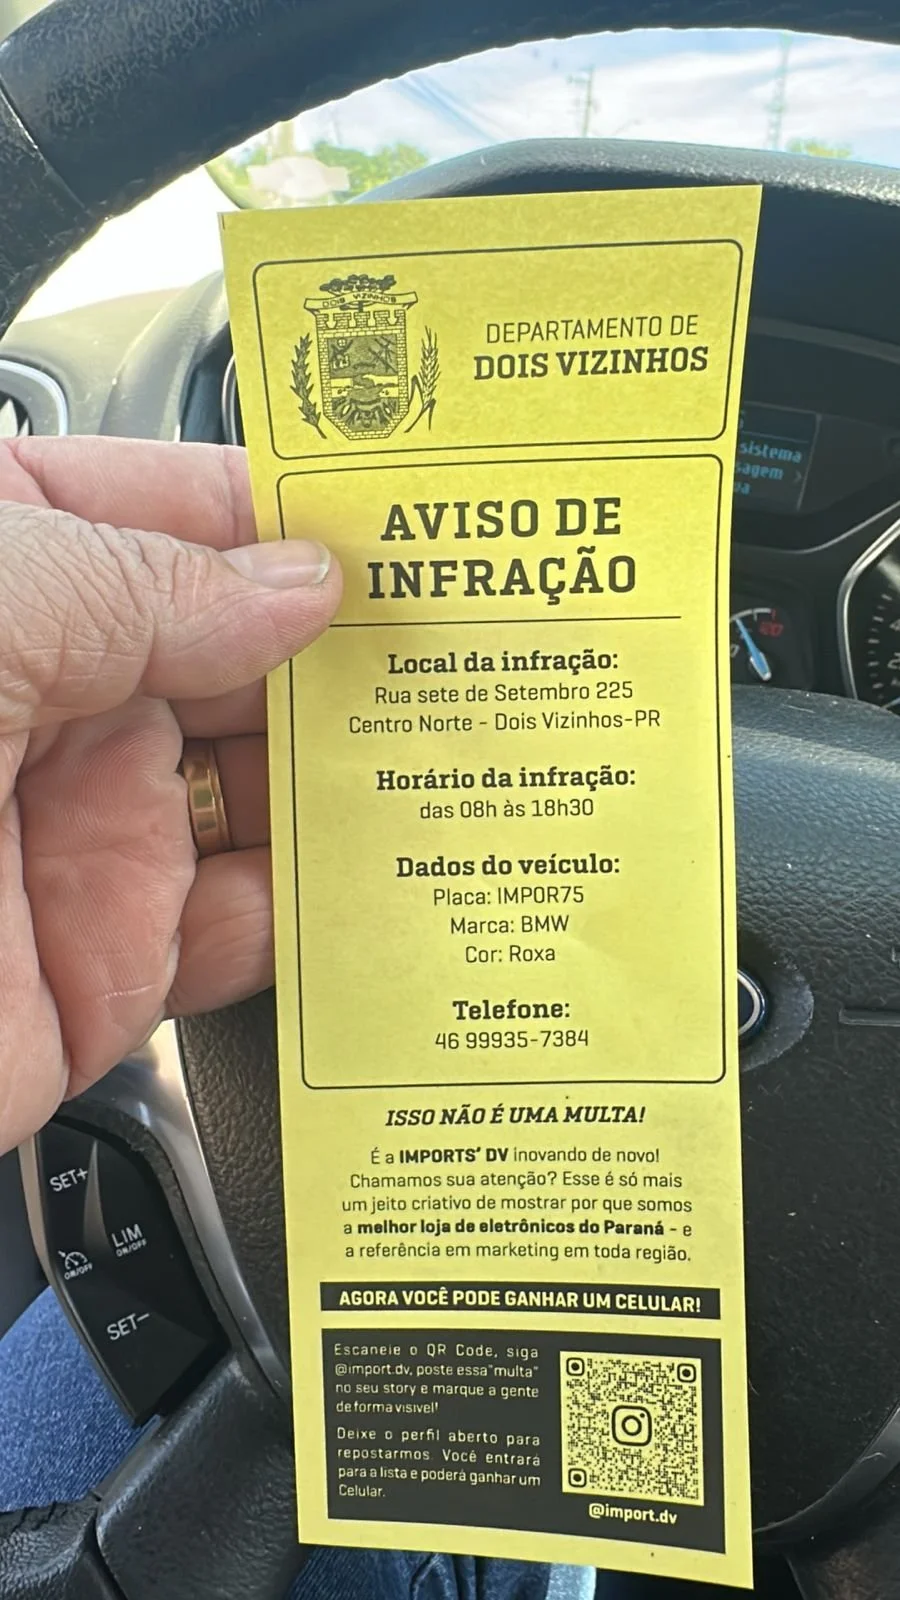 DOIS VIZINHOS
DEPARTAMENTO DE
DOIS VIZINHOS
AVISO DE
INFRAÇÃO
Local da infração:
Rua sete de Setembro 225
Centro Norte - Dois Vizinhos-PR
Horário da infração:
das 08h às 18h30
Dados do veículo:
Placa: IMPOR75
Marca: BMW
Cor: Roxa
Telefone:
46 99935-7384
ISSO NÃO É UMA MULTA!
É a IMPORTS' DV inovando de novo!
Chamamos sua atenção? Esse é só mais
um jeito criativo de mostrar por que somos
a melhor loja de eletrônicos do Paraná - e
a referência em marketing em toda região.
AGORA VOCÊ PODE GANHAR UM CELULAR!
Escaneie o QR Code, siga
@import.dv, poste essa"multa"
no seu story e marque a gente
de forma visivel!
Deixe o perfil aberto para
repostarmos. Você entrará
para a lista e poderá ganhar um
Celular.
@import.dv
sistema
SET+
LIM
ON/OFF
ON/OFF
SET-